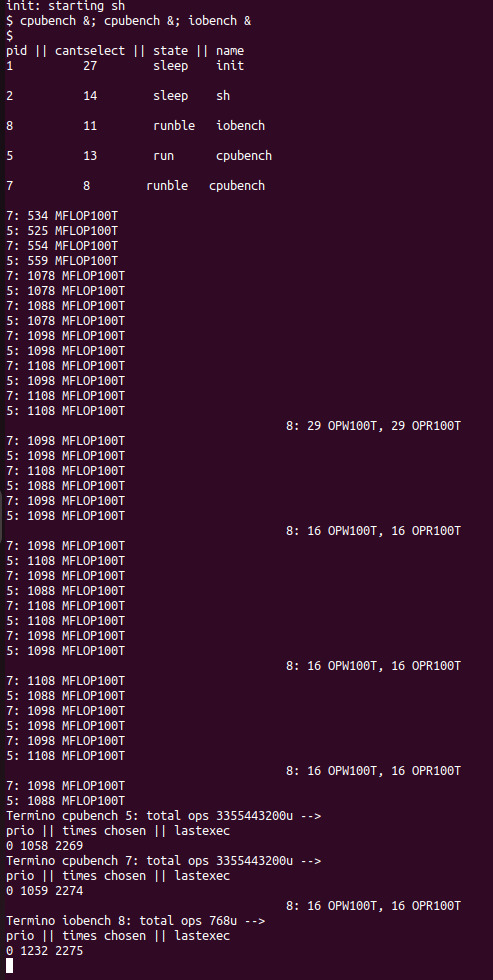 init: starting sh
$ cpubench &; cpubench &; iobench &
$
pid || cantselect || state || name
1 27 sleep init
2 14 sleep sh
8 11 runble iobench
5 13 run cpubench
7 8 runble cpubench
7: 534 MFLOP100T
5: 525 MFLOP100T
7: 554 MFLOP100T
5: 559 MFLOP100T
7: 1078 MFLOP100T
5: 1078 MFLOP100T
7: 1088 MFLOP100T
5: 1078 MFLOP100T
7: 1098 MFLOP100T
5: 1098 MFLOP100T
7: 1108 MFLOP100T
5: 1098 MFLOP100T
7: 1108 MFLOP100T
5: 1108 MFLOP100T
8: 29 OPW100T, 29 OPR100T
7: 1098 MFLOP100T
5: 1098 MFLOP100T
7: 1108 MFLOP100T
5: 1088 MFLOP100T
7: 1098 MFLOP100T
5: 1098 MFLOP100T
8: 16 OPW100T, 16 OPR100T
7: 1098 MFLOP100T
5: 1108 MFLOP100T
7: 1098 MFLOP100T
5: 1088 MFLOP100T
7: 1108 MFLOP100T
5: 1108 MFLOP100T
7: 1098 MFLOP100T
5: 1098 MFLOP100T
8: 16 OPW100T, 16 OPR100T
7: 1108 MFLOP100T
5: 1088 MFLOP100T
7: 1098 MFLOP100T
5: 1098 MFLOP100T
7: 1098 MFLOP100T
5: 1108 MFLOP100T
8: 16 OPW100T, 16 OPR100T
7: 1098 MFLOP100T
5: 1088 MFLOP100T
Termino cpubench 5: total ops 3355443200u -->
prio || times chosen || lastexec
0 1058 2269
Termino cpubench 7: total ops 3355443200u -->
prio || times chosen || lastexec
0 1059 2274
8: 16 OPW100T, 16 OPR100T
Termino iobench 8: total ops 768u -->
prio || times chosen || lastexec
0 1232 2275